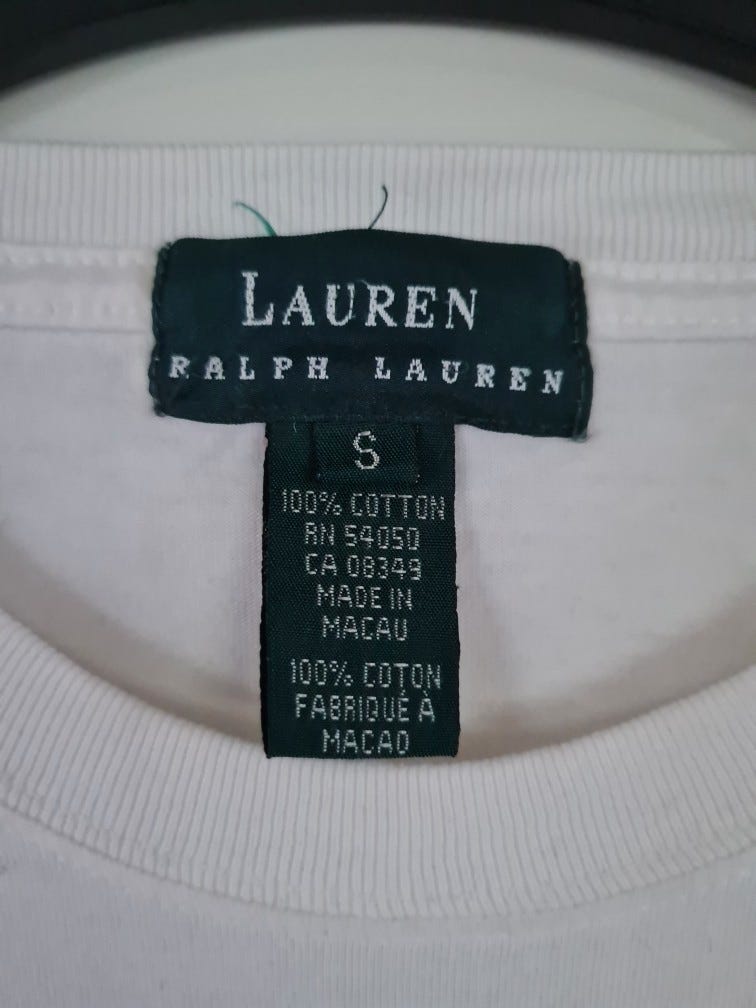 LAUREN
RALPH LAUREN
S
100% COTTON
RN 54050
CA 08349
MADE IN
MACAU
100% COTON
FABRIQUÉ À
MACAO